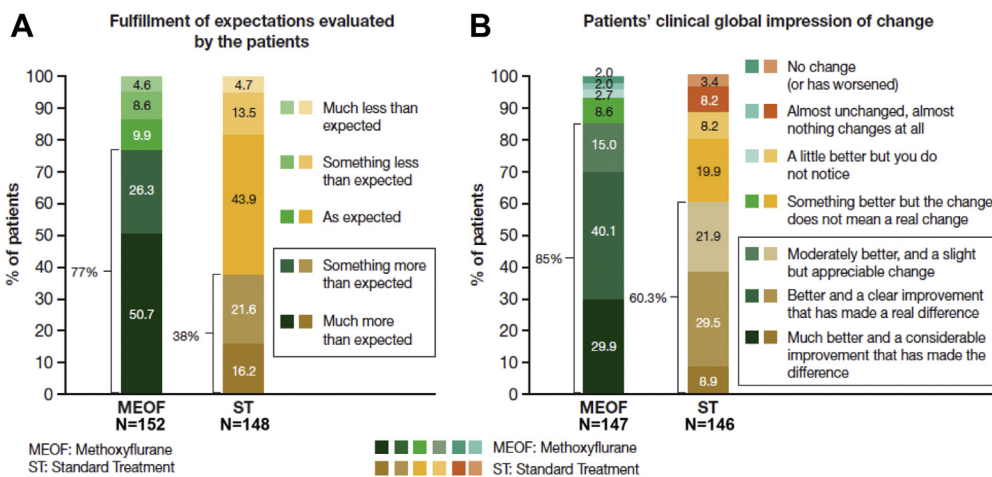 A
Fulfillment of expectations evaluated
by the patients
% of patients
100
90
80
70
60
50
40
30
20
10
0
4.6
8.6
9.9
26.3
50.7
77%
4.7
13.5
43.9
21.6
16.2
38%
MEOF
N=152
ST
N=148
Much less than
expected
Something less
than expected
As expected
Something more
than expected
Much more
than expected
B
Patients' clinical global impression of change
% of patients
100
90
80
70
60
50
40
30
20
10
0
2.0
2.0
2.7
8.6
15.0
40.1
29.9
85%
3.4
8.2
8.2
19.9
21.9
29.5
8.9
60.3%
MEOF
N=147
ST
N=146
No change
(or has worsened)
Almost unchanged, almost
nothing changes at all
A little better but you do
not notice
Something better but the change
does not mean a real change
Moderately better, and a slight
but appreciable change
Better and a clear improvement
that has made a real difference
Much better and a considerable
improvement that has made the
difference
MEOF: Methoxyflurane
ST: Standard Treatment
MEOF: Methoxyflurane
ST: Standard Treatment